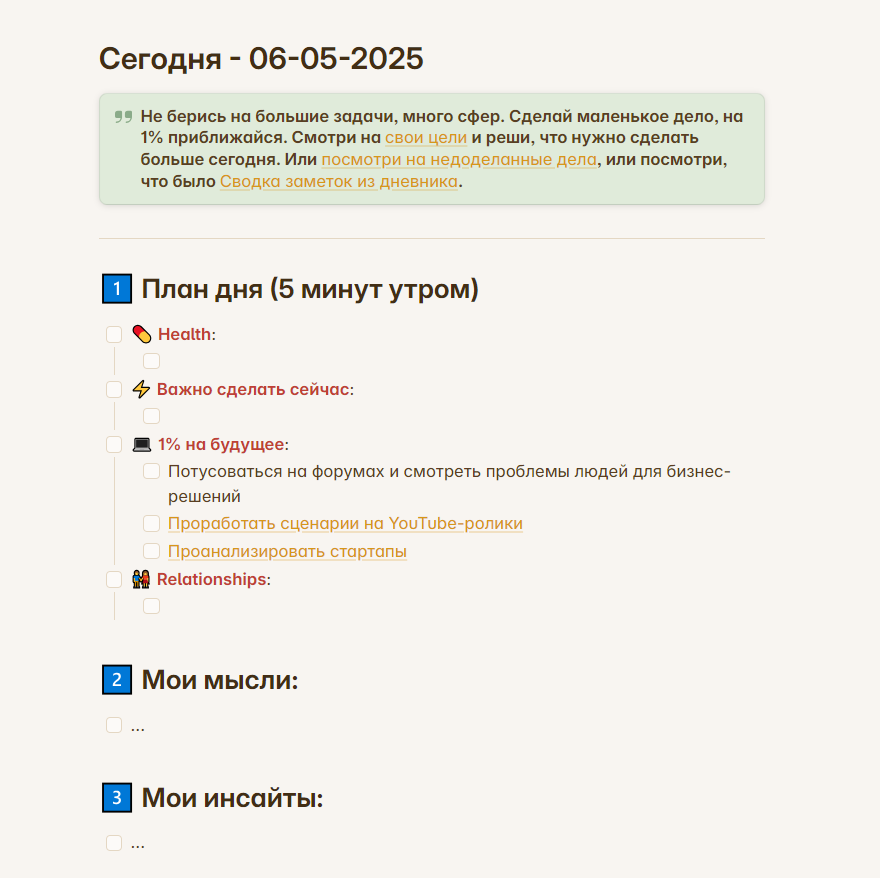 Сегодня - 06-05-2025
Не берись на большие задачи, много сфер. Сделай маленькое дело, на
1% приближайся. Смотри на свои цели и реши, что нужно сделать
больше сегодня. Или посмотри на недоделанные дела, или посмотри,
что было Сводка заметок из дневника.
1 План дня (5 минут утром)
Health:
Важно сделать сейчас:
1% на будущее:
Потусоваться на форумах и смотреть проблемы людей для бизнес-
решений
Проработать сценарии на YouTube-ролики
Проанализировать стартапы
Relationships:
2 Мои мысли:
...
3 Мои инсайты:
...